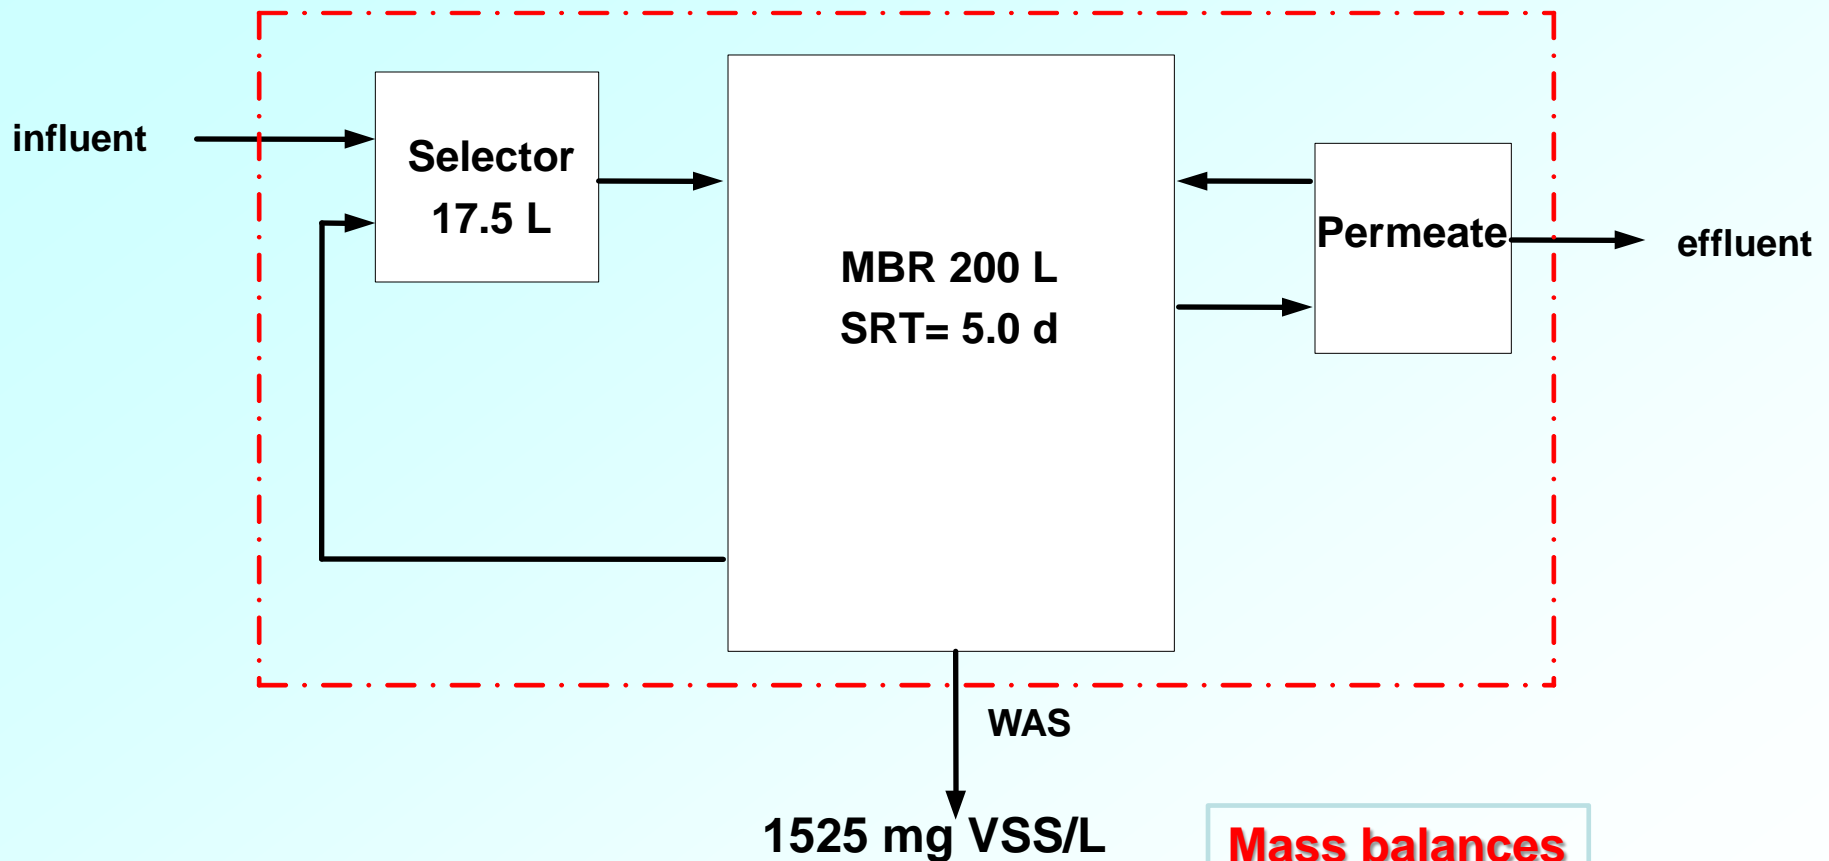 influent
Selector
17.5 L
MBR 200 L
SRT= 5.0 d
Permeate
effluent
WAS
1525 mg VSS/L
Mass balances